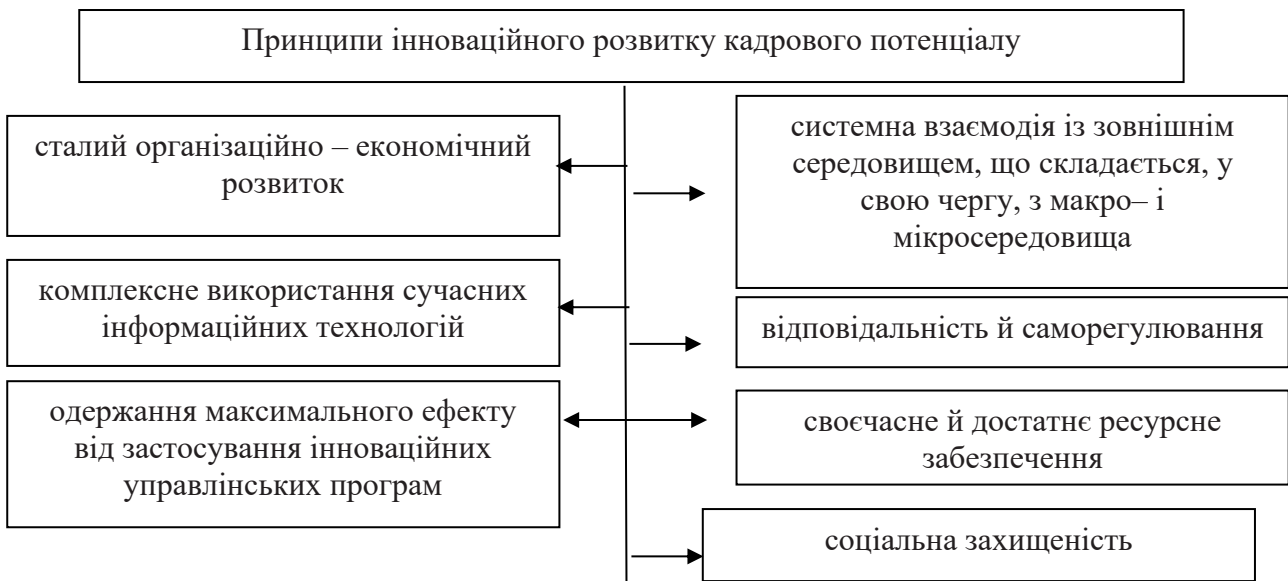 Принципи інноваційного розвитку кадрового потенціалу
сталий організаційно – економічний
розвиток
системна взаємодія із зовнішнім
середовищем, що складається, у
свою чергу, з макро– і
мікросередовища
комплексне використання сучасних
інформаційних технологій
відповідальність й саморегулювання
одержання максимального ефекту
від застосування інноваційних
управлінських програм
своєчасне й достатнє ресурсне
забезпечення
соціальна захищеність